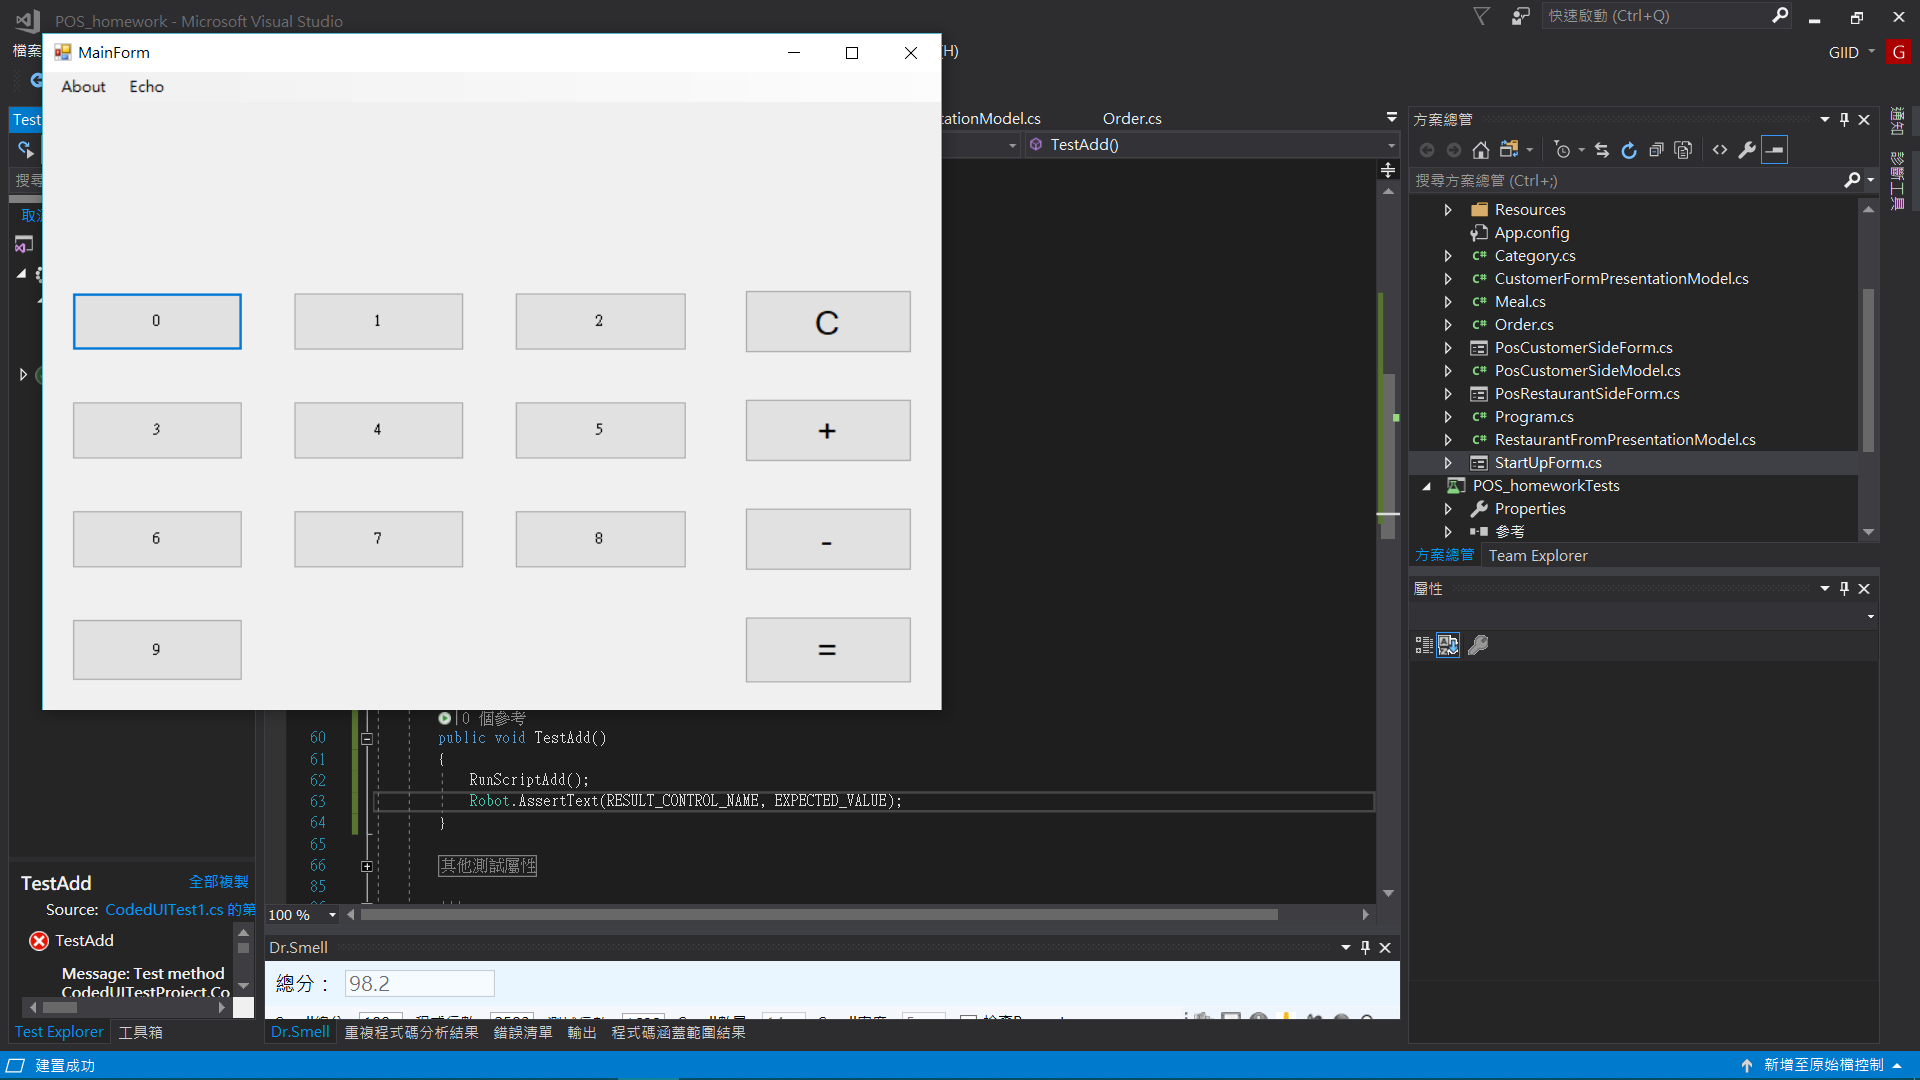 POS_homework - Microsoft Visual Studio
快速啟動 (Ctrl+Q)
檔案
(H)
GIID
G
MainForm
About Echo
0 1 2 C
3 4 5 +
6 7 8 -
9 =
Test
搜尋
取消
tationModel.cs
Order.cs
TestAdd()
0 個參考
60 public void TestAdd()
61 {
62 RunScriptAdd();
63 Robot.AssertText(RESULT_CONTROL_NAME, EXPECTED_VALUE);
64 }
65
66 其他測試屬性
85
100 %
TestAdd
全部複製
Source: CodedUITest1.cs 的第
TestAdd
Message: Test method
CodedUITestProject.Co
Test Explorer 工具箱
Dr.Smell
總分：
98.2
Dr.Smell 重複程式碼分析結果 錯誤清單 輸出 程式碼涵蓋範圍結果
方案總管
搜尋方案總管 (Ctrl+;)
Resources
App.config
Category.cs
CustomerFormPresentationModel.cs
Meal.cs
Order.cs
PosCustomerSideForm.cs
PosCustomerSideModel.cs
PosRestaurantSideForm.cs
Program.cs
RestaurantFromPresentationModel.cs
StartUpForm.cs
POS_homeworkTests
Properties
參考
方案總管 Team Explorer
屬性
通知
診斷工具
建置成功
新增至原始檔控制